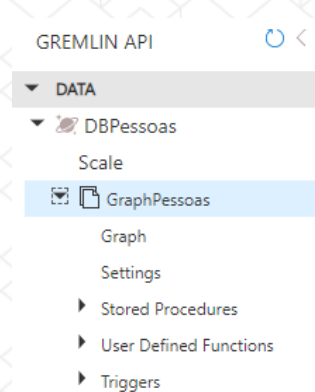 GREMLIN API
DATA
DBPessoas
Scale
GraphPessoas
Graph
Settings
Stored Procedures
User Defined Functions
Triggers